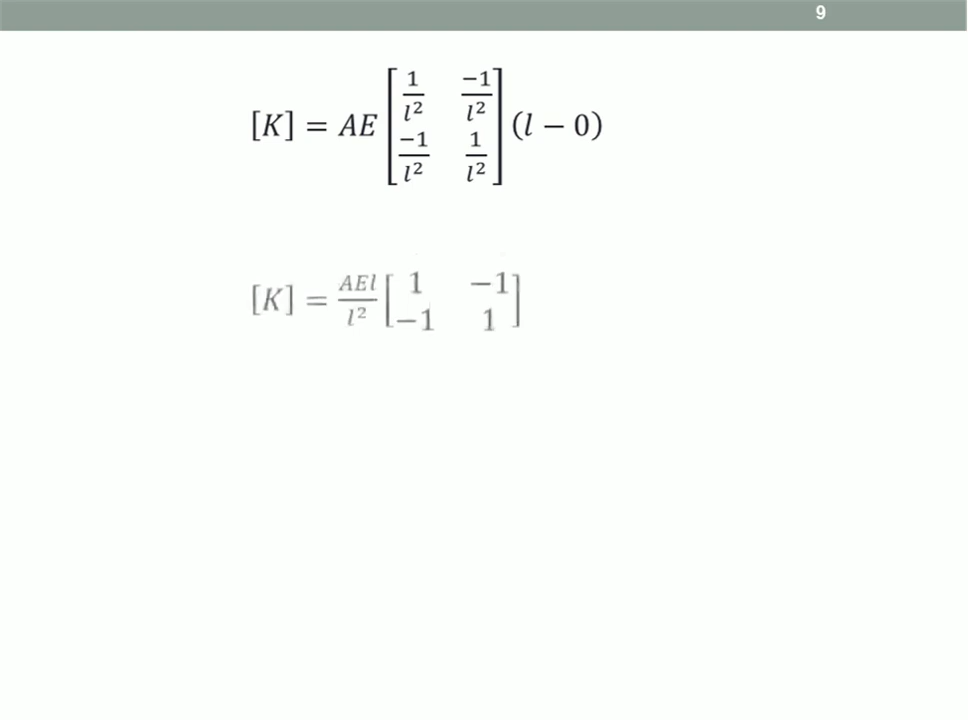 9
[K] = AE [1/l² -1/l² ; -1/l² 1/l²] (l − 0)
[K] = AEl/l² [1 −1 ; −1 1]